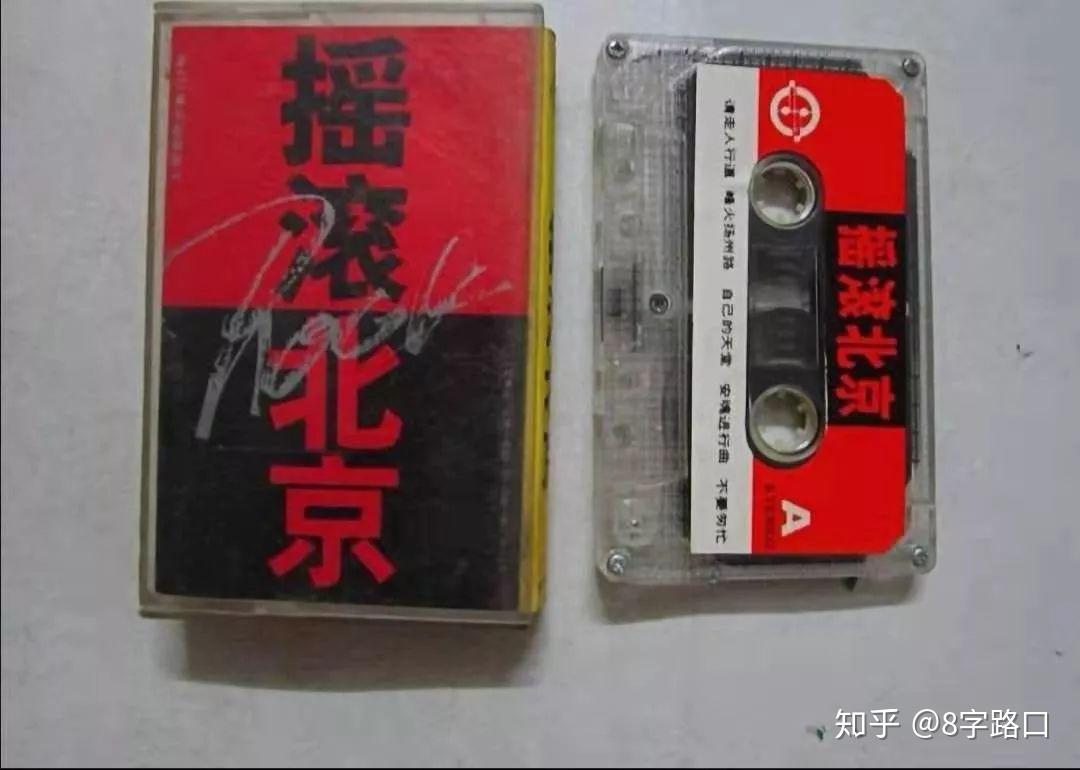 摇滚北京
Rock
摇滚北京
请走人行道 烽火扬州路 自己的天堂 安魂进行曲 不要匆忙
A
STEREO
知乎 @8字路口